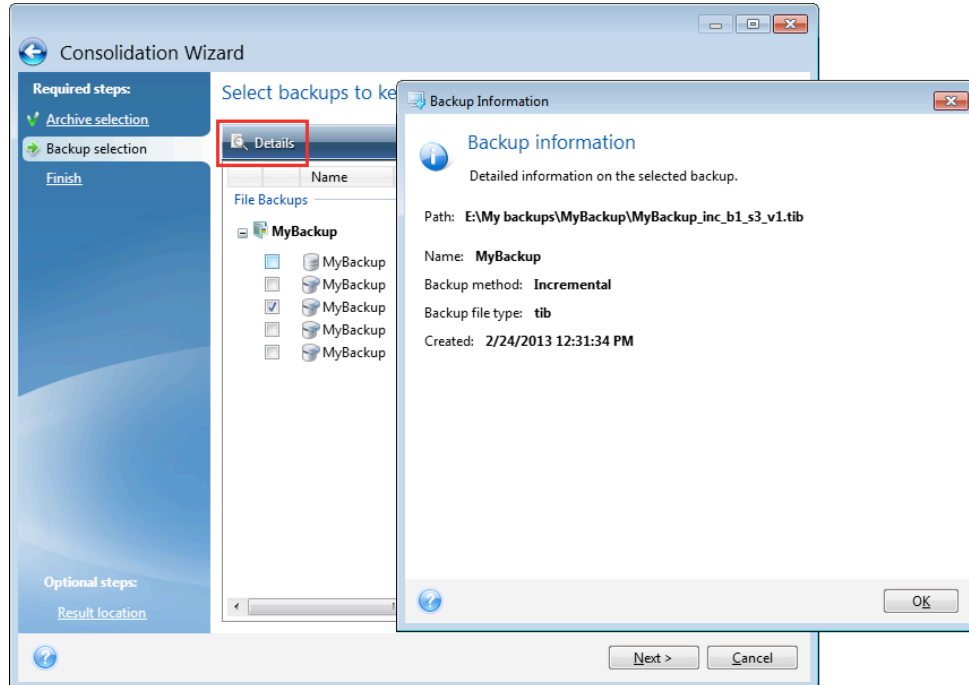 Consolidation Wizard
Required steps:
Archive selection
Backup selection
Finish
Optional steps:
Result location
Select backups to ke
Details
Name
File Backups
MyBackup
MyBackup
MyBackup
MyBackup
MyBackup
MyBackup
Next >
Cancel
Backup Information
Backup information
Detailed information on the selected backup.
Path: E:\My backups\MyBackup\MyBackup_inc_b1_s3_v1.tib
Name: MyBackup
Backup method: Incremental
Backup file type: tib
Created: 2/24/2013 12:31:34 PM
OK